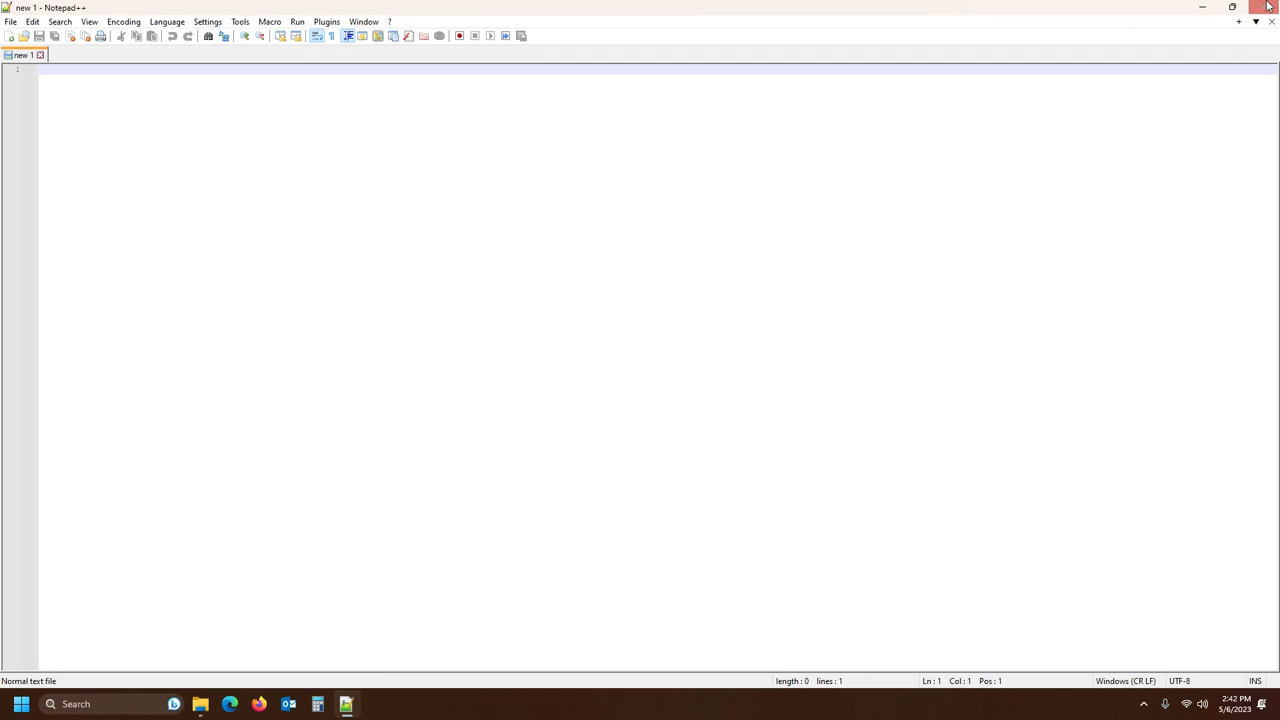 new 1 - Notepad++
File Edit Search View Encoding Language Settings Tools Macro Run Plugins Window ?
new 1
1
Normal text file length : 0 lines : 1 Ln : 1 Col : 1 Pos : 1 Windows (CR LF) UTF-8 INS
Search
2:42 PM
5/6/2023